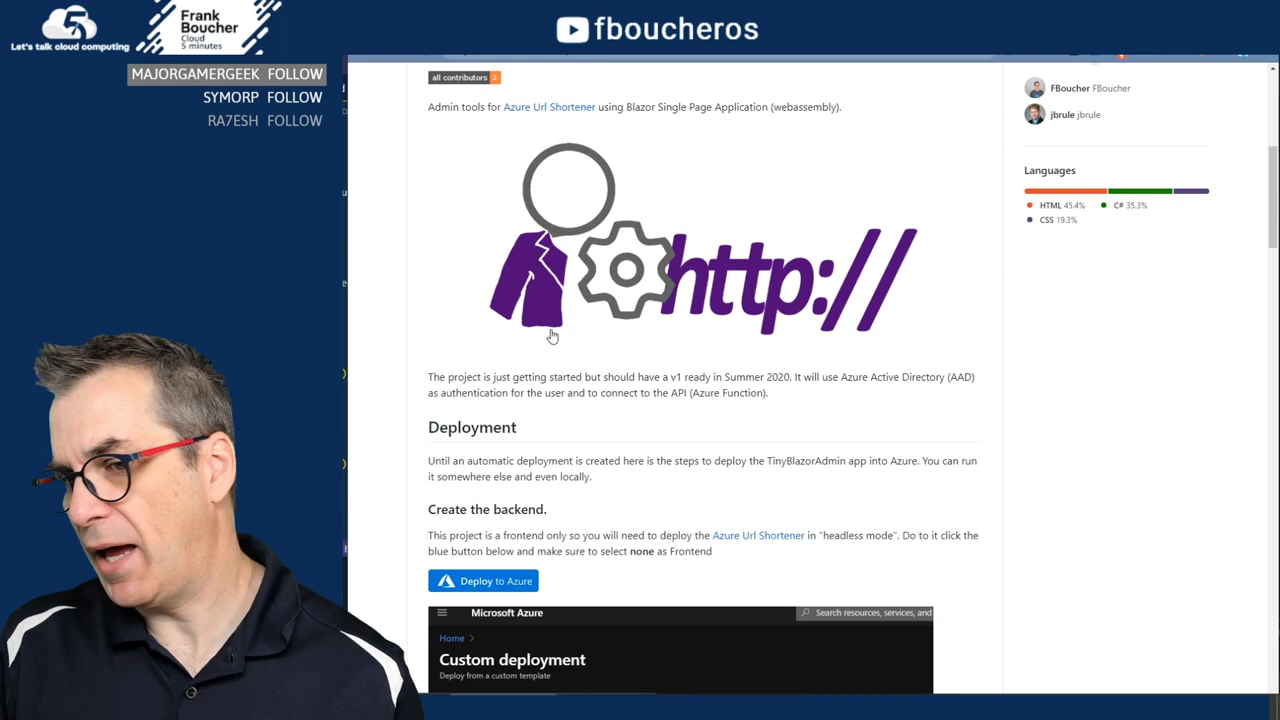 5
Let's talk cloud computing
Frank
Boucher
Cloud
5 minutes
fboucheros
MAJORGAMERGEEK FOLLOW
SYMORP FOLLOW
RA7ESH FOLLOW
all contributors 2
Admin tools for Azure Url Shortener using Blazor Single Page Application (webassembly).
http://
The project is just getting started but should have a v1 ready in Summer 2020. It will use Azure Active Directory (AAD)
as authentication for the user and to connect to the API (Azure Function).
Deployment
Until an automatic deployment is created here is the steps to deploy the TinyBlazorAdmin app into Azure. You can run
it somewhere else and even locally.
Create the backend.
This project is a frontend only so you will need to deploy the Azure Url Shortener in "headless mode". Do to it click the
blue button below and make sure to select none as Frontend
Deploy to Azure
Microsoft Azure
Search resources, services, and
Home >
Custom deployment
Deploy from a custom template
FBoucher FBoucher
jbrule jbrule
Languages
HTML 45.4% C# 35.3%
CSS 19.3%